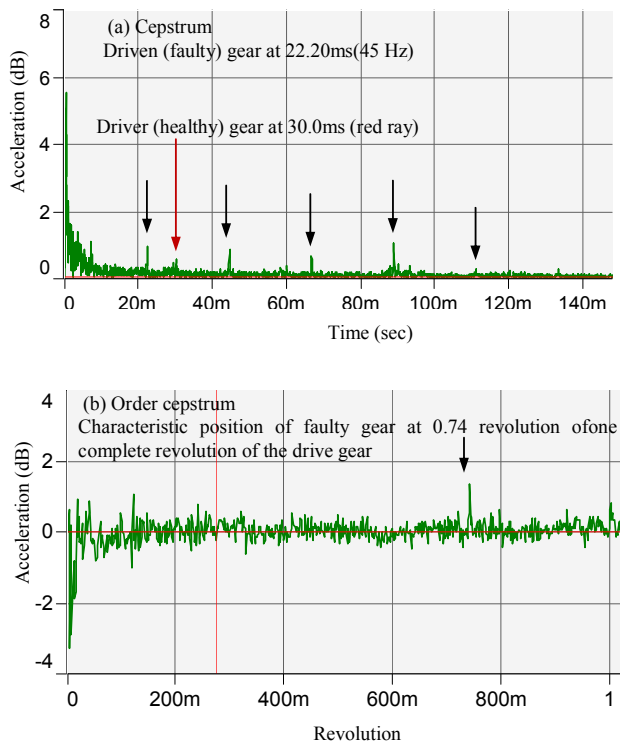 8
(a) Cepstrum
Driven (faulty) gear at 22.20ms(45 Hz)
6
Driver (healthy) gear at 30.0ms (red ray)
4
2
0
Acceleration (dB)
0 20m 40m 60m 80m 100m 120m 140m
Time (sec)
4
(b) Order cepstrum
Characteristic position of faulty gear at 0.74 revolution ofone
complete revolution of the drive gear
2
0
-2
-4
Acceleration (dB)
0 200m 400m 600m 800m 1
Revolution